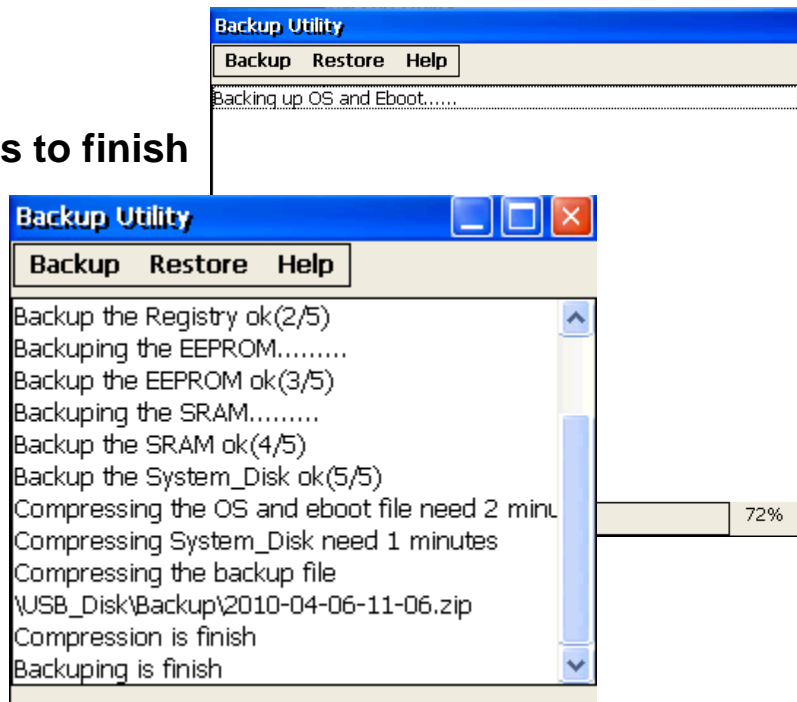 Backup Utility
Backup Restore Help
Backing up OS and Eboot......
s to finish
Backup Utility
Backup Restore Help
Backup the Registry ok(2/5)
Backuping the EEPROM.........
Backup the EEPROM ok(3/5)
Backuping the SRAM.........
Backup the SRAM ok(4/5)
Backup the System_Disk ok(5/5)
Compressing the OS and eboot file need 2 minu
Compressing System_Disk need 1 minutes
Compressing the backup file
\USB_Disk\Backup\2010-04-06-11-06.zip
Compression is finish
Backuping is finish
72%